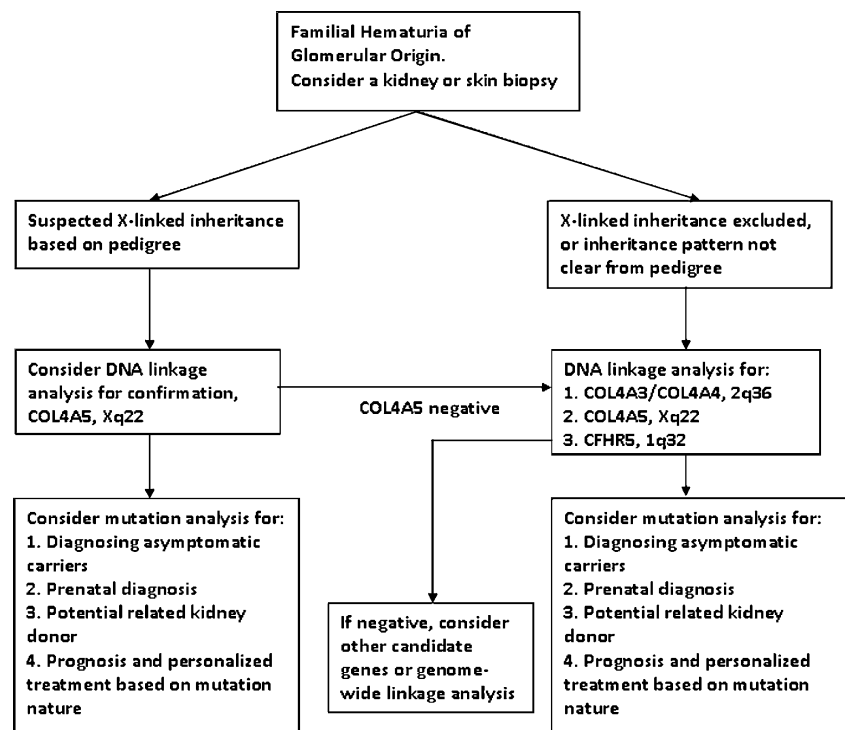 Familial Hematuria of
Glomerular Origin.
Consider a kidney or skin biopsy
Suspected X-linked inheritance
based on pedigree
X-linked inheritance excluded,
or inheritance pattern not
clear from pedigree
Consider DNA linkage
analysis for confirmation,
COL4A5, Xq22
COL4A5 negative
DNA linkage analysis for:
1. COL4A3/COL4A4, 2q36
2. COL4A5, Xq22
3. CFHR5, 1q32
Consider mutation analysis for:
1. Diagnosing asymptomatic
carriers
2. Prenatal diagnosis
3. Potential related kidney
donor
4. Prognosis and personalized
treatment based on mutation
nature
If negative, consider
other candidate
genes or genome-
wide linkage analysis
Consider mutation analysis for:
1. Diagnosing asymptomatic
carriers
2. Prenatal diagnosis
3. Potential related kidney
donor
4. Prognosis and personalized
treatment based on mutation
nature